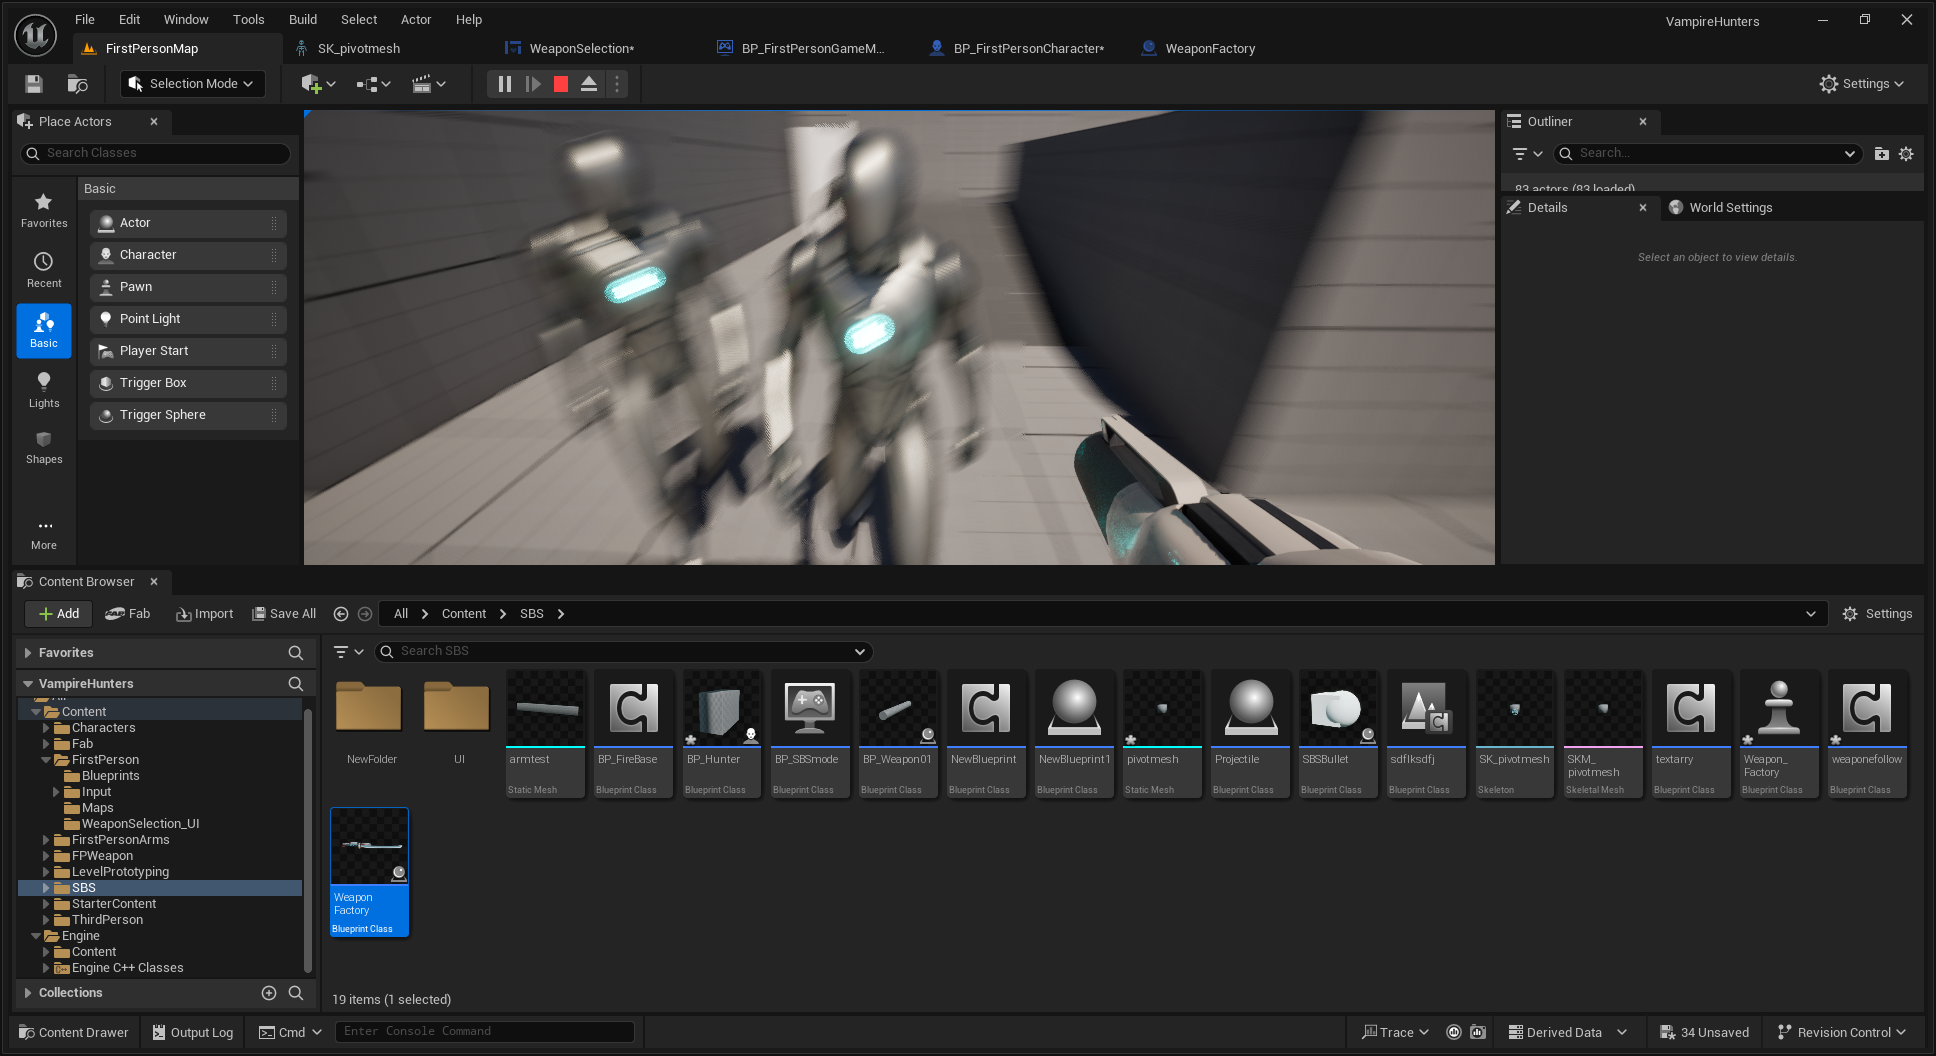 File Edit Window Tools Build Select Actor Help
VampireHunters
FirstPersonMap
SK_pivotmesh
WeaponSelection*
BP_FirstPersonGameM...
BP_FirstPersonCharacter*
WeaponFactory
Selection Mode
Settings
Place Actors
Search Classes
Favorites
Recent
Basic
Lights
Shapes
More
Basic
Actor
Character
Pawn
Point Light
Player Start
Trigger Box
Trigger Sphere
Outliner
Search...
83 actors (83 loaded)
Details
World Settings
Select an object to view details.
Content Browser
Add
Fab
Import
Save All
All
Content
SBS
Settings
Favorites
VampireHunters
All
Content
Characters
Fab
FirstPerson
Blueprints
Input
Maps
WeaponSelection_UI
FirstPersonArms
FPWeapon
LevelPrototyping
SBS
StarterContent
ThirdPerson
Engine
Content
Engine C++ Classes
Collections
Search SBS
NewFolder
UI
armtest
Static Mesh
BP_FireBase
Blueprint Class
BP_Hunter
Blueprint Class
BP_SBSmode
Blueprint Class
BP_Weapon01
Blueprint Class
NewBlueprint
Blueprint Class
NewBlueprint1
Blueprint Class
pivotmesh
Static Mesh
Projectile
Blueprint Class
SBSBullet
Blueprint Class
sdflksdfj
Blueprint Class
SK_pivotmesh
Skeleton
SKM_
pivotmesh
Skeletal Mesh
textarry
Blueprint Class
Weapon_
Factory
Blueprint Class
weaponefollow
Blueprint Class
Weapon
Factory
Blueprint Class
19 items (1 selected)
Content Drawer
Output Log
Cmd
Enter Console Command
Trace
Derived Data
34 Unsaved
Revision Control